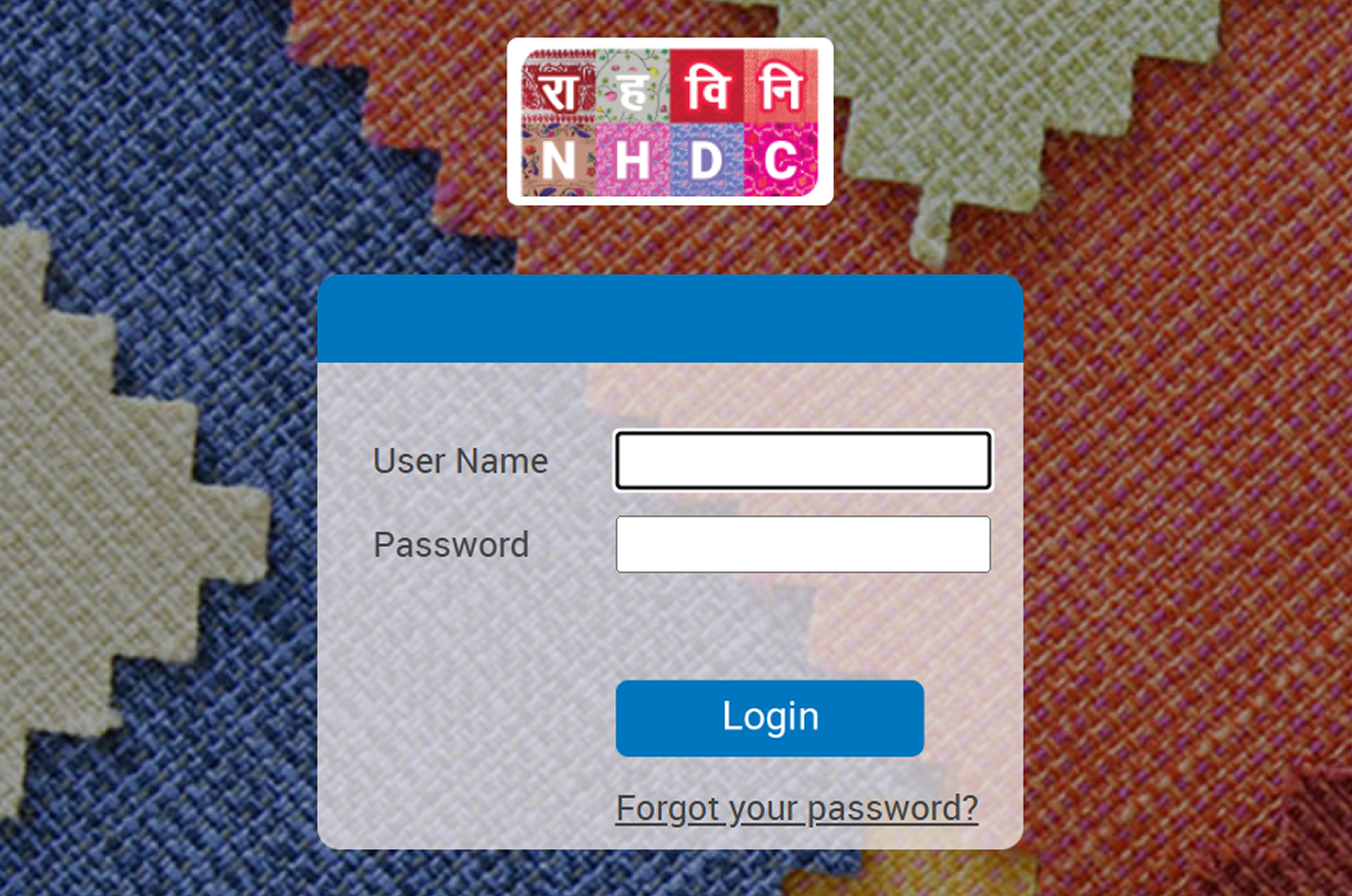 रा ह वि नि
N H D C
User Name
Password
Login
Forgot your password?